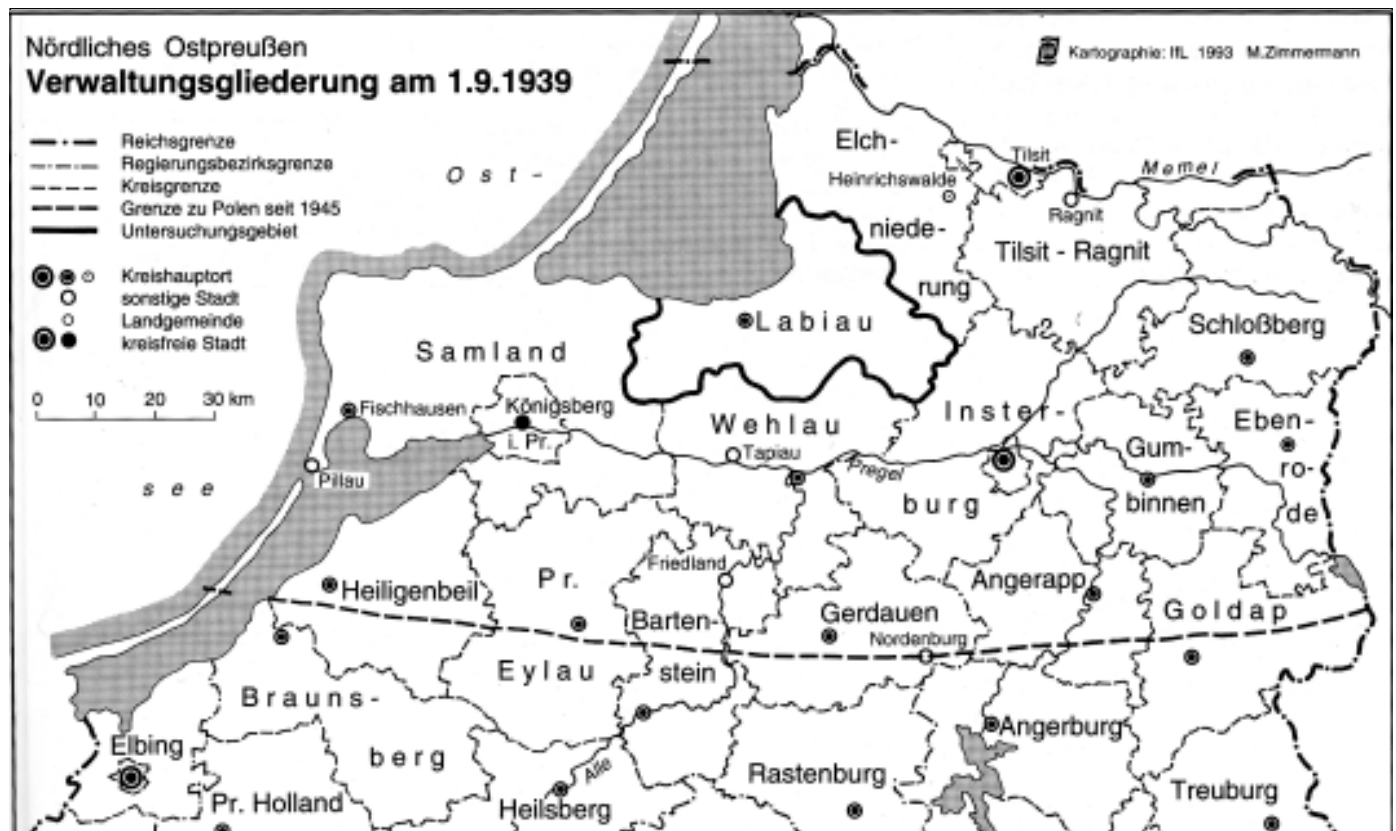 Nördliches Ostpreußen
Verwaltungsgliederung am 1.9.1939
Kartographie: IfL 1993 M.Zimmermann
Reichsgrenze
Regierungsbezirksgrenze
Kreisgrenze
Grenze zu Polen seit 1945
Untersuchungsgebiet
Kreishauptort
sonstige Stadt
Landgemeinde
kreisfreie Stadt
0 10 20 30 km
Ost-
see
Elch-
Heinrichswalde
niede-
rung
Tilsit
Memel
Ragnit
Tilsit - Ragnit
Labiau
Schloßberg
Samland
Fischhausen
Königsberg
i. Pr.
Pillau
Wehlau
Tapiau
Pregel
Inster-
burg
Gum-
binnen
Eben-
ro-
de
Heiligenbeil
Pr.
Eylau
Friedland
Barten-
stein
Gerdauen
Nordenburg
Angerapp
Goldap
Brauns-
berg
Elbing
Pr. Holland
Alle
Heilsberg
Rastenburg
Angerburg
Treuburg